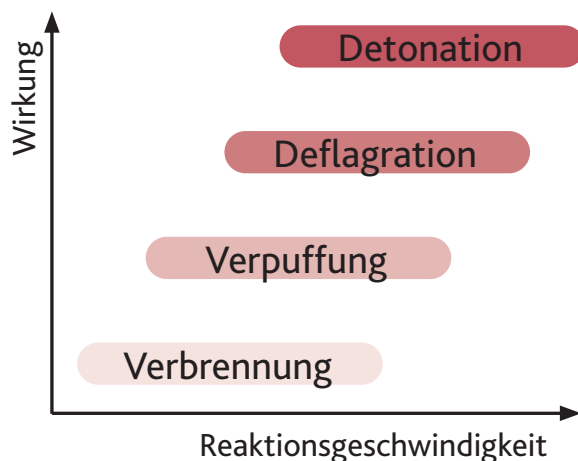 Detonation
Wirkung
Deflagration
Verpuffung
Verbrennung
Reaktionsgeschwindigkeit